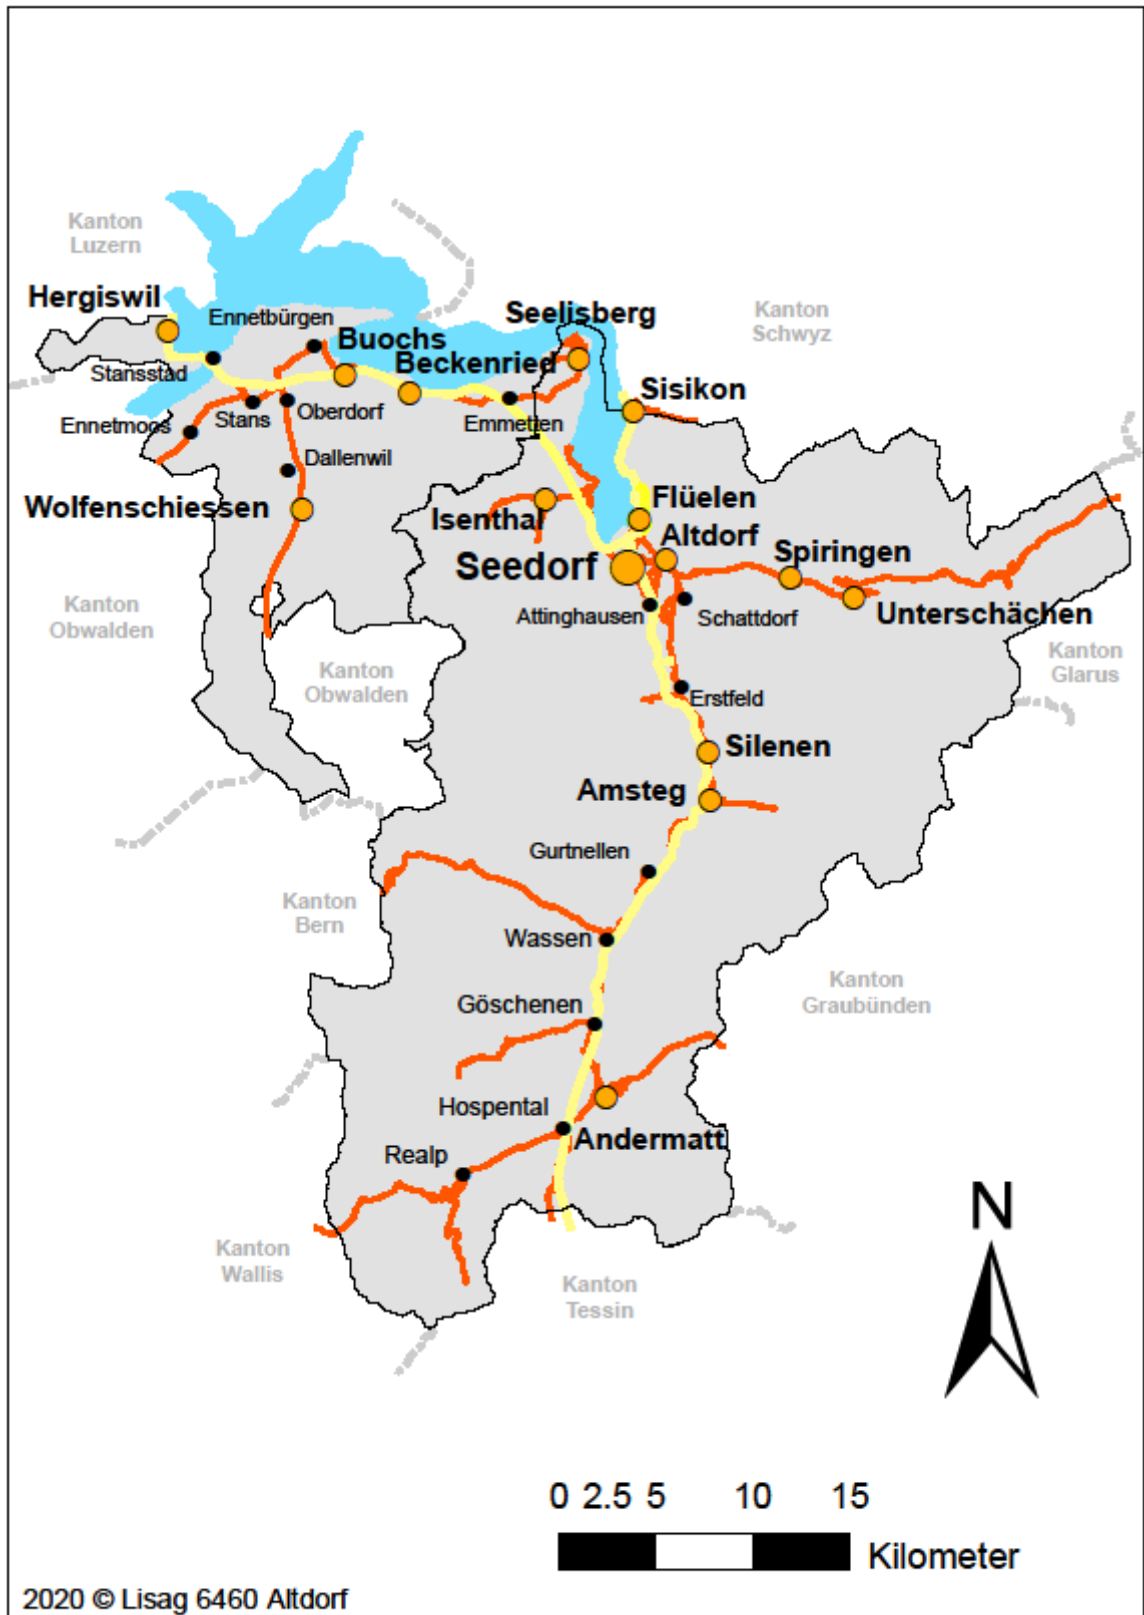 Kanton
Luzern
Hergiswil
Ennetbürgen
Seelisberg
Kanton
Schwyz
Buochs
Beckenried
Stansstad
Sisikon
Ennetmoos
Stans
Oberdorf
Emmetten
Dallenwil
Wolfenschiessen
Isenthal
Flüelen
Altdorf
Seedorf
Spiringen
Kanton
Obwalden
Attinghausen
Schattdorf
Unterschächen
Kanton
Obwalden
Kanton
Glarus
Erstfeld
Silenen
Amsteg
Gurtnellen
Kanton
Bern
Wassen
Kanton
Graubünden
Göschenen
Hospental
Andermatt
Realp
Kanton
Wallis
Kanton
Tessin
N
0 2.5 5 10 15
Kilometer
2020 © Lisag 6460 Altdorf